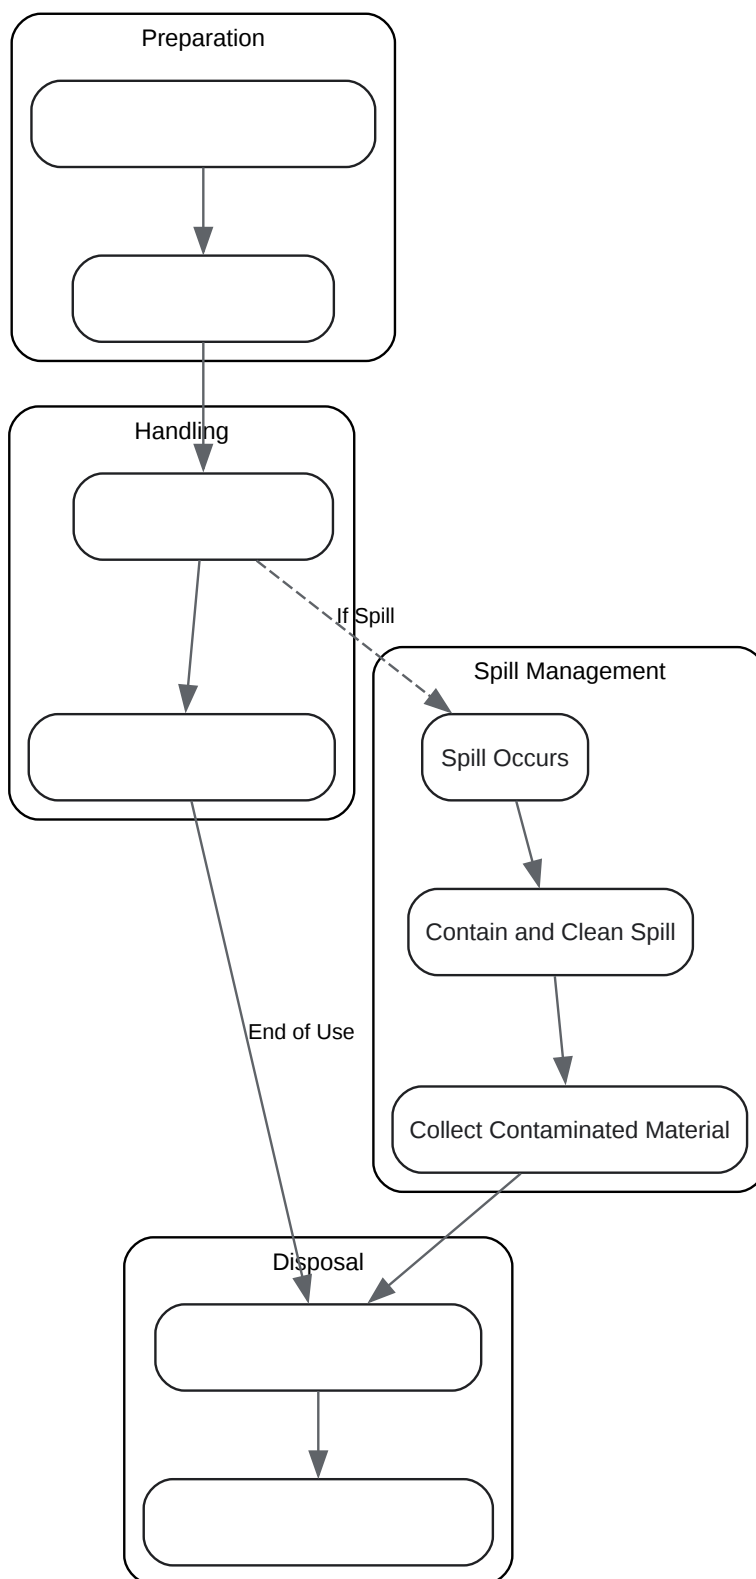 Preparation
Handling
If Spill
Spill Management
Spill Occurs
Contain and Clean Spill
End of Use
Collect Contaminated Material
Disposal